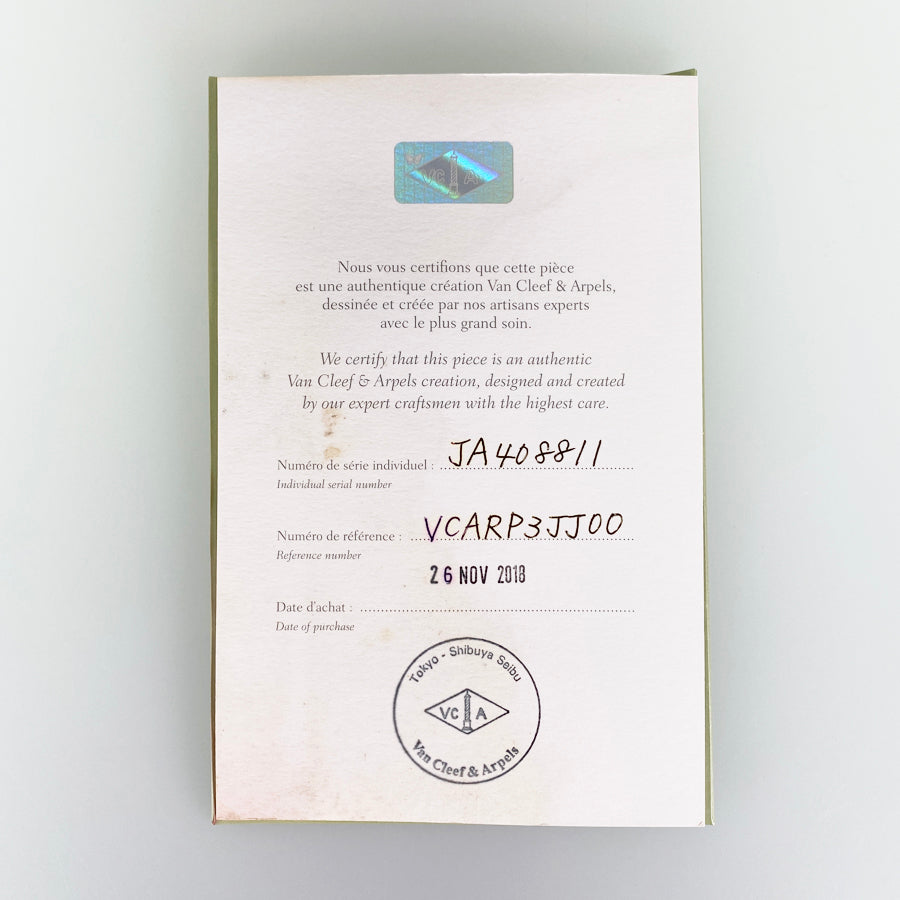 VC A
Nous vous certifions que cette pièce
est une authentique création Van Cleef & Arpels,
dessinée et créée par nos artisans experts
avec le plus grand soin.
We certify that this piece is an authentic
Van Cleef & Arpels creation, designed and created
by our expert craftsmen with the highest care.
Numéro de série individuel : JA408811
Individual serial number
Numéro de référence : VCARP3JJ00
Reference number
26 NOV 2018
Date d'achat :
Date of purchase
Tokyo - Shibuya Seibu
VC A
Van Cleef & Arpels